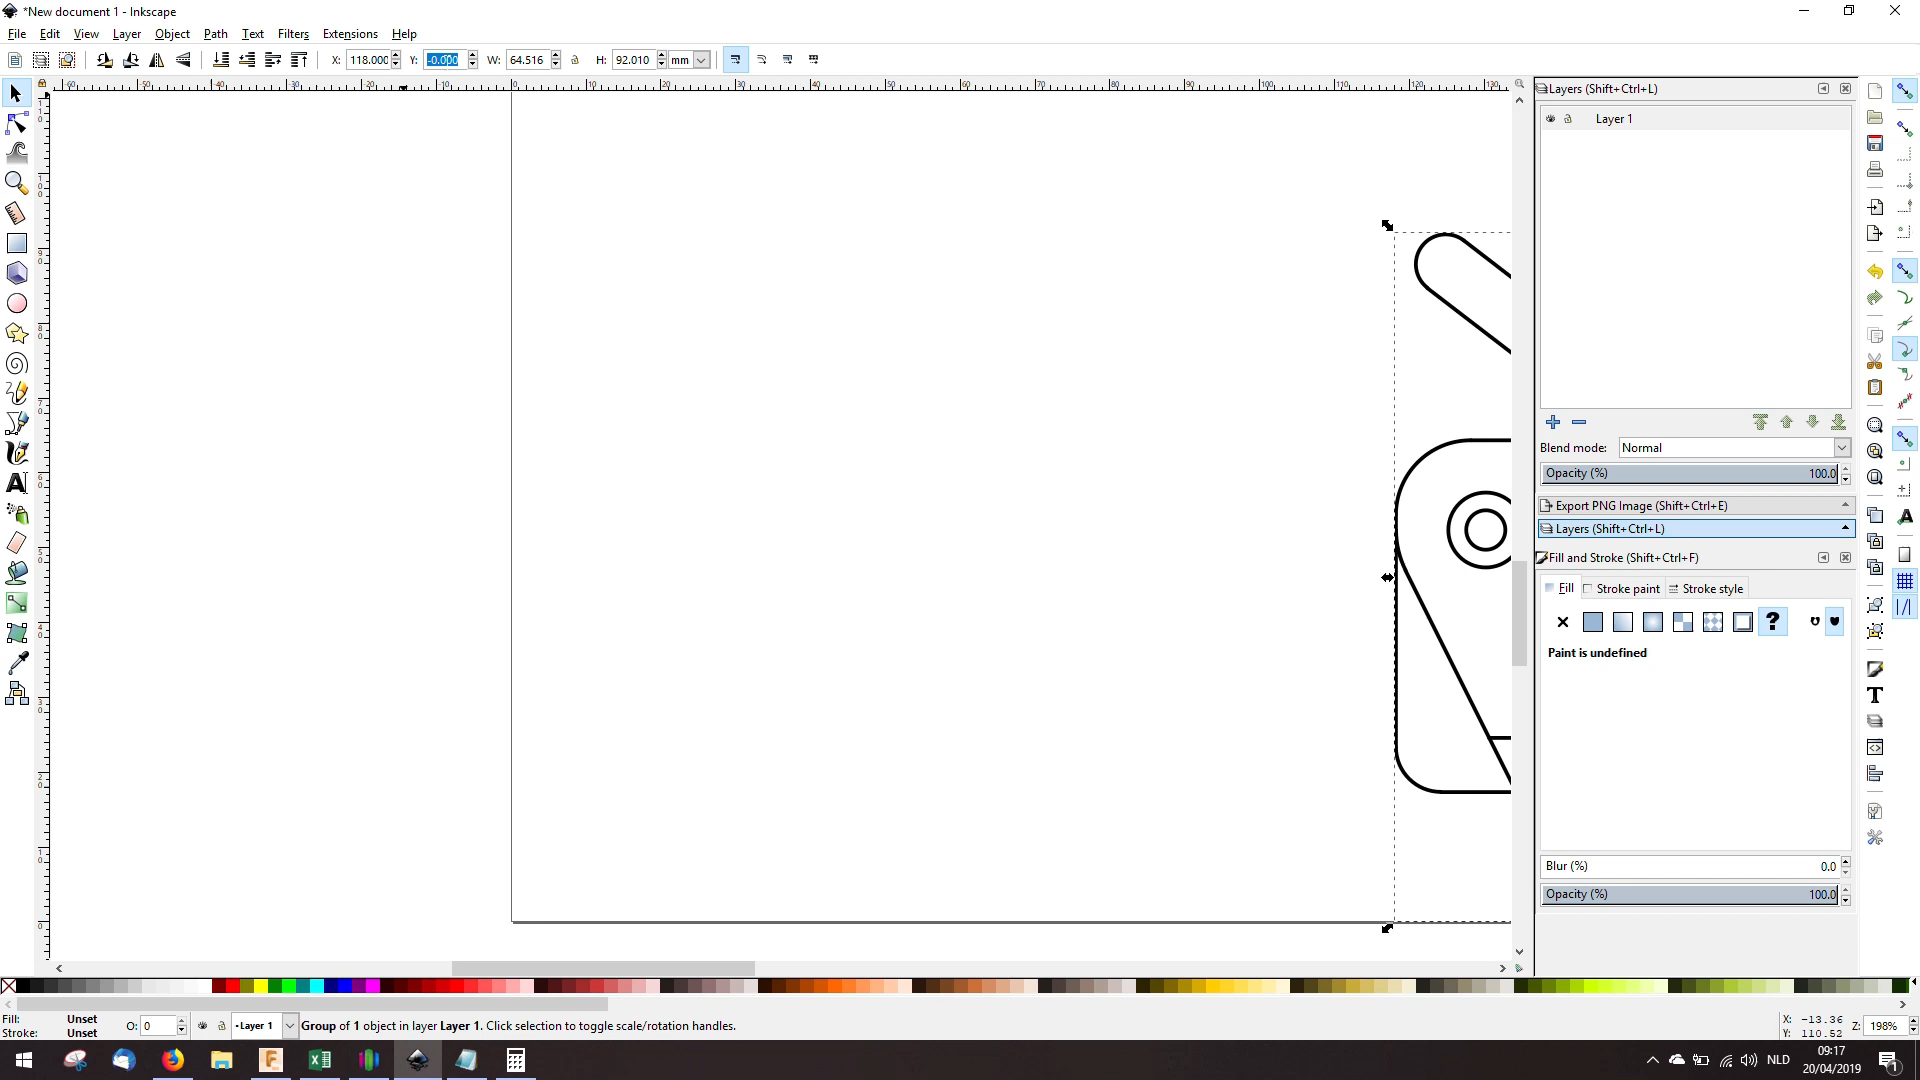 *New document 1 - Inkscape
File Edit View Layer Object Path Text Filters Extensions Help
X: 118.000 Y: -0.000 W: 64.516 H: 92.010 mm
Layers (Shift+Ctrl+L)
Layer 1
Blend mode: Normal
Opacity (%) 100.0
Export PNG Image (Shift+Ctrl+E)
Layers (Shift+Ctrl+L)
Fill and Stroke (Shift+Ctrl+F)
Fill Stroke paint Stroke style
Paint is undefined
Blur (%) 0.0
Opacity (%) 100.0
Fill: Unset
Stroke: Unset
O: 0
•Layer 1
Group of 1 object in layer Layer 1. Click selection to toggle scale/rotation handles.
X: -13.36
Y: 110.52
Z: 198%
NLD
09:17
20/04/2019
1